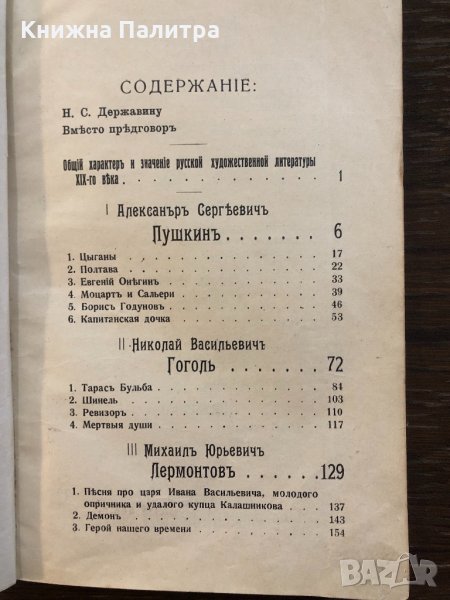 Книжна Палитра
СОДЕРЖАНІЕ:
Н. С. Державину
Вмѣсто прѣдговоръ
Общій характеръ и значеніе русской художественной литературы
XIX-го вѣка . . . . . . . . . . . . 1
I Алексанъръ Сергѣевичъ
Пушкинъ . . . . . . . 6
1. Цыганы . . . . . . . . . . . . 17
2. Полтава . . . . . . . . . . . . 22
3. Евгеній Онѣгинъ . . . . . . . . . . 33
4. Моцартъ и Сальери . . . . . . . . . 39
5. Борисъ Годуновъ . . . . . . . . . . 46
6. Капитанская дочка . . . . . . . . . 53
II Николай Васильевичъ
Гоголь . . . . . . . 72
1. Тарасъ Бульба . . . . . . . . . . . 84
2. Шинель . . . . . . . . . . . . 103
3. Ревизоръ . . . . . . . . . . . . 110
4. Мертвыя души . . . . . . . . . . . 117
III Михаилъ Юрьевичъ
Лермонтовъ . . . . . . 129
1. Пѣсня про царя Ивана Васильевича, молодого
опричника и удалого купца Калашникова . . . 137
2. Демонъ . . . . . . . . . . . . 143
3. Герой нашего времени . . . . . . . . 154
BAZAR